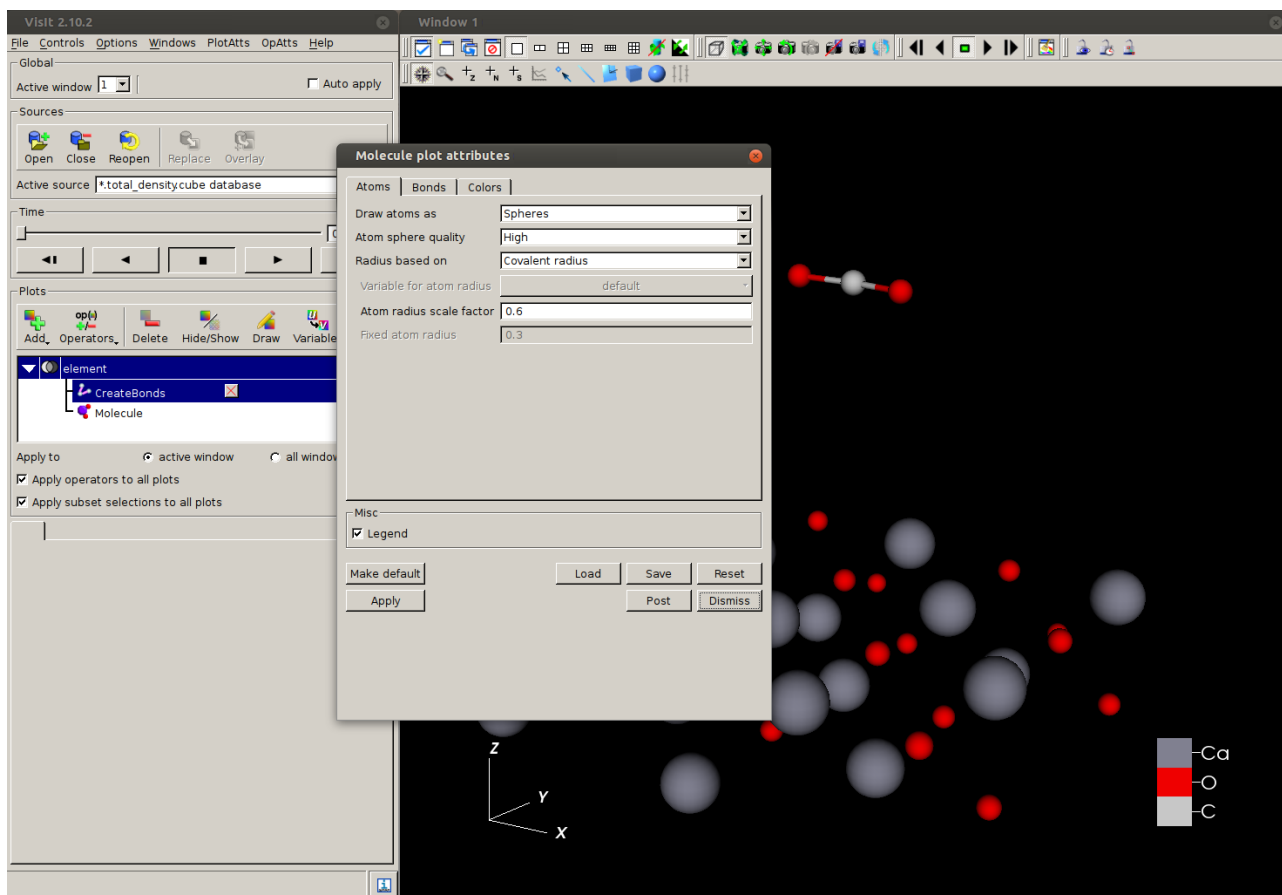 VisIt 2.10.2
File Controls Options Windows PlotAtts OpAtts Help
Global
Active window 1
Auto apply
Sources
Open Close Reopen Replace Overlay
Active source *.total_density.cube database
Time
Plots
op(=)
+/-
Add Operators Delete Hide/Show Draw Variable
element
CreateBonds
Molecule
Apply to active window all window
Apply operators to all plots
Apply subset selections to all plots
Window 1
+z +N +s
Molecule plot attributes
Atoms Bonds Colors
Draw atoms as Spheres
Atom sphere quality High
Radius based on Covalent radius
Variable for atom radius default
Atom radius scale factor 0.6
Fixed atom radius 0.3
Misc
Legend
Make default Load Save Reset
Apply Post Dismiss
Z
Y
X
Ca
O
C